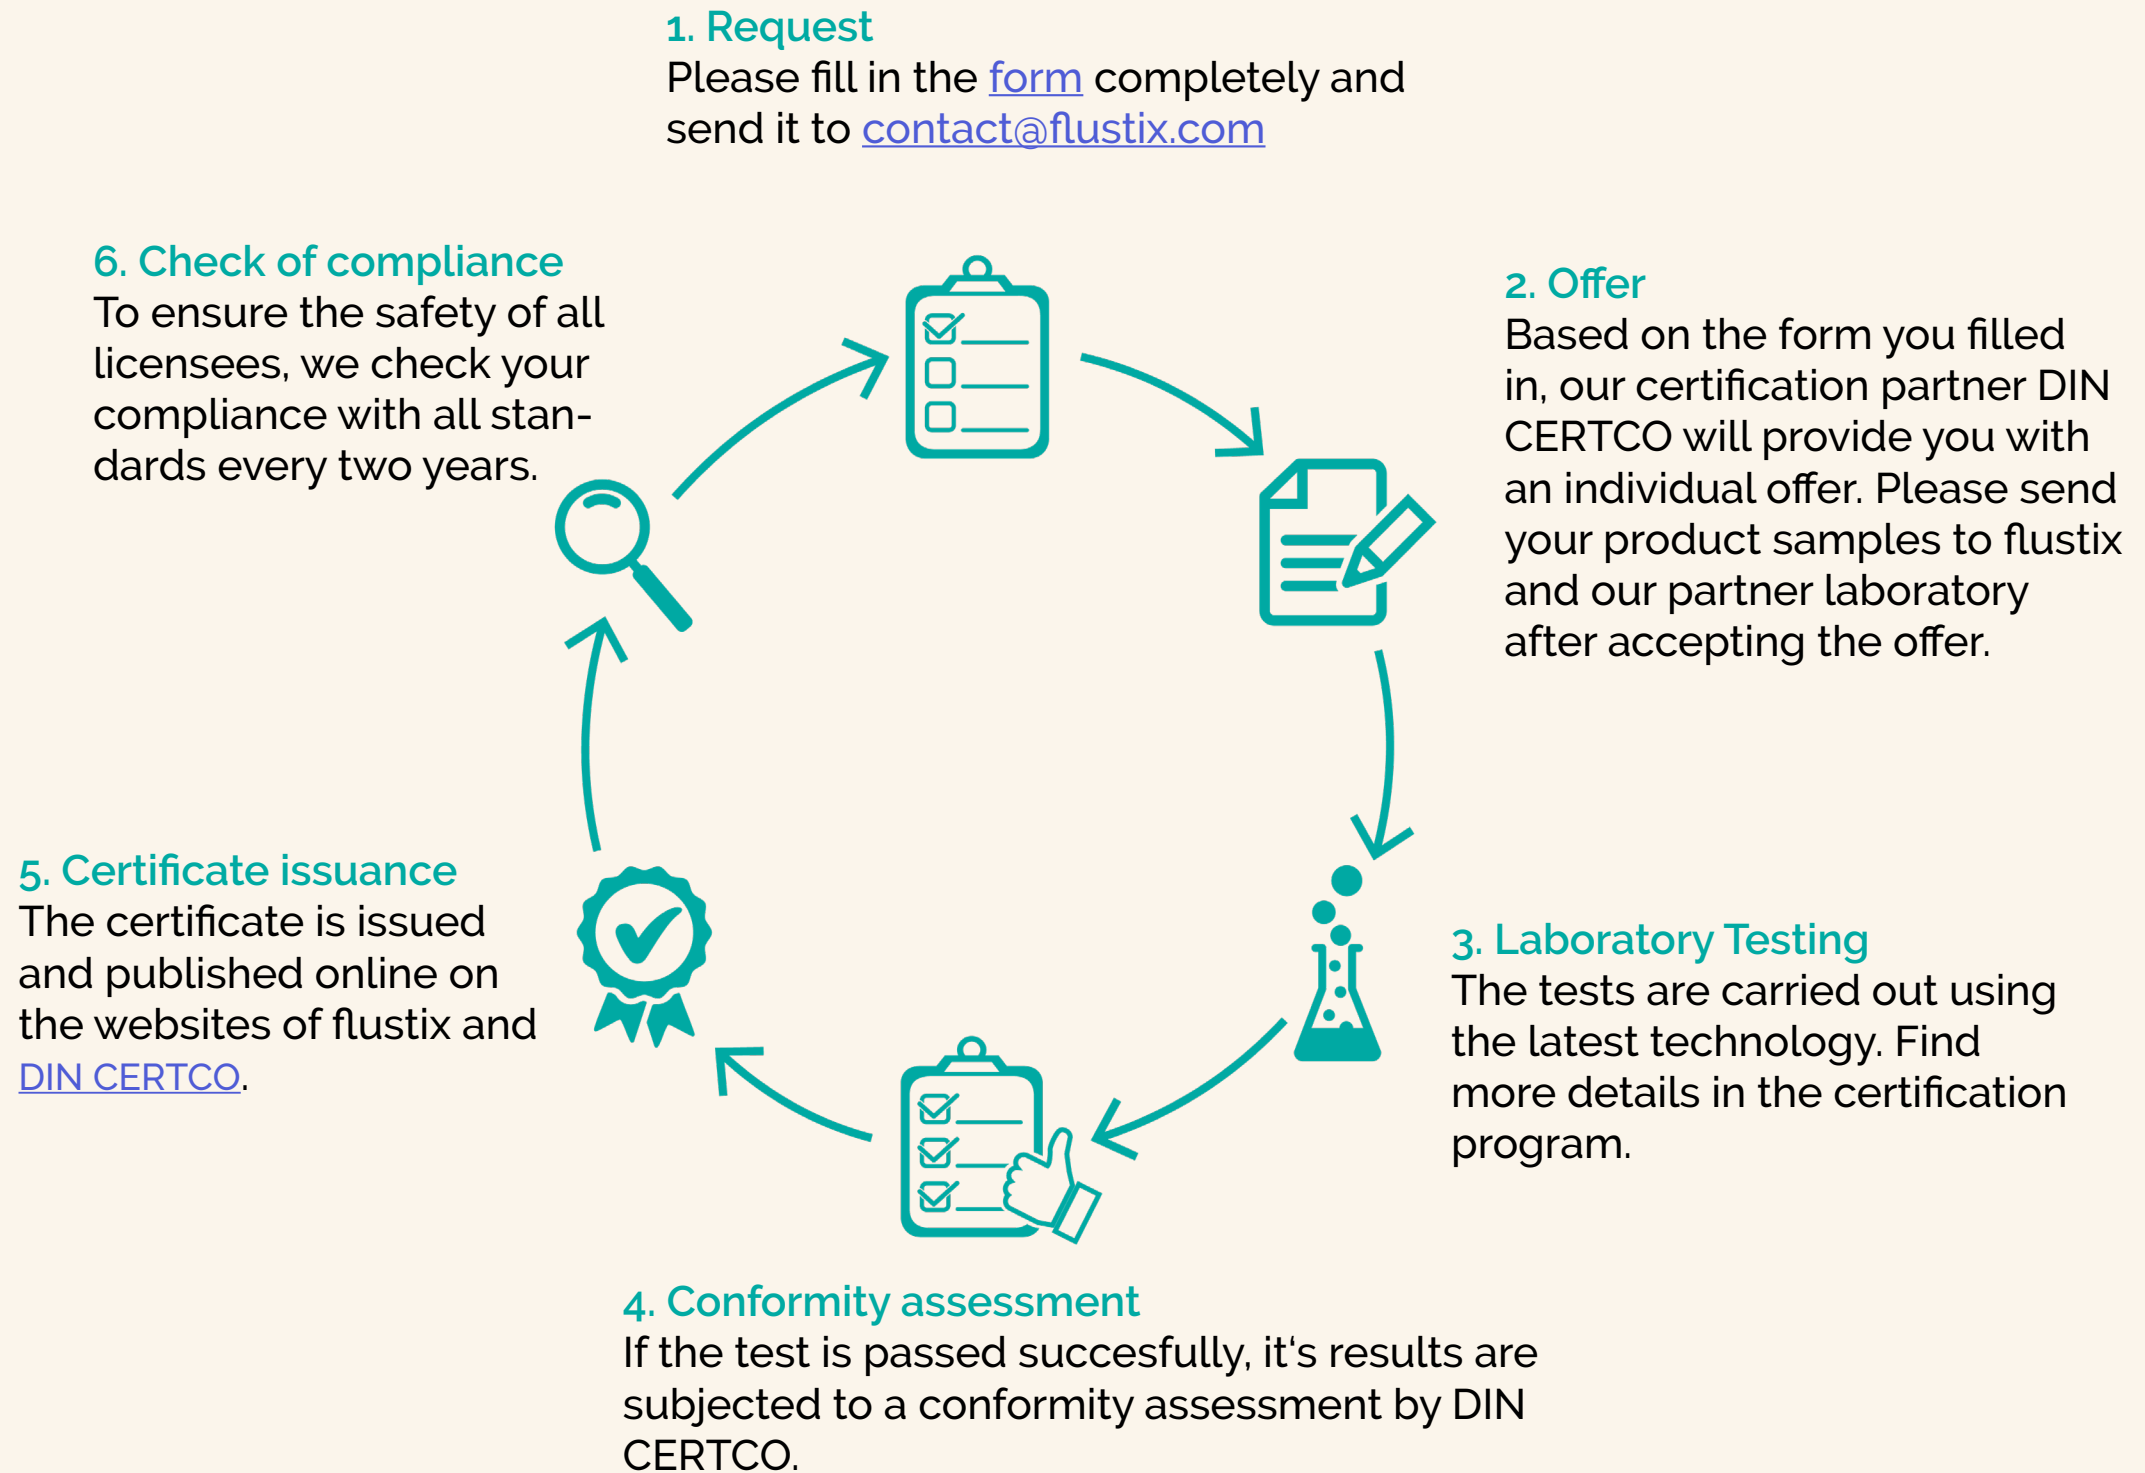 1. Request
Please fill in the form completely and
send it to contact@flustix.com
2. Offer
Based on the form you filled
in, our certification partner DIN
CERTCO will provide you with
an individual offer. Please send
your product samples to flustix
and our partner laboratory
after accepting the offer.
3. Laboratory Testing
The tests are carried out using
the latest technology. Find
more details in the certification
program.
4. Conformity assessment
If the test is passed succesfully, it‘s results are
subjected to a conformity assessment by DIN
CERTCO.
5. Certificate issuance
The certificate is issued
and published online on
the websites of flustix and
DIN CERTCO.
6. Check of compliance
To ensure the safety of all
licensees, we check your
compliance with all stan-
dards every two years.